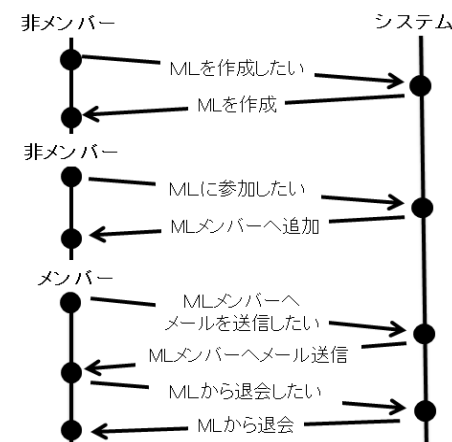 非メンバー
システム
MLを作成したい
MLを作成
非メンバー
MLに参加したい
MLメンバーへ追加
メンバー
MLメンバーへ
メールを送信したい
MLメンバーへメール送信
MLから退会したい
MLから退会